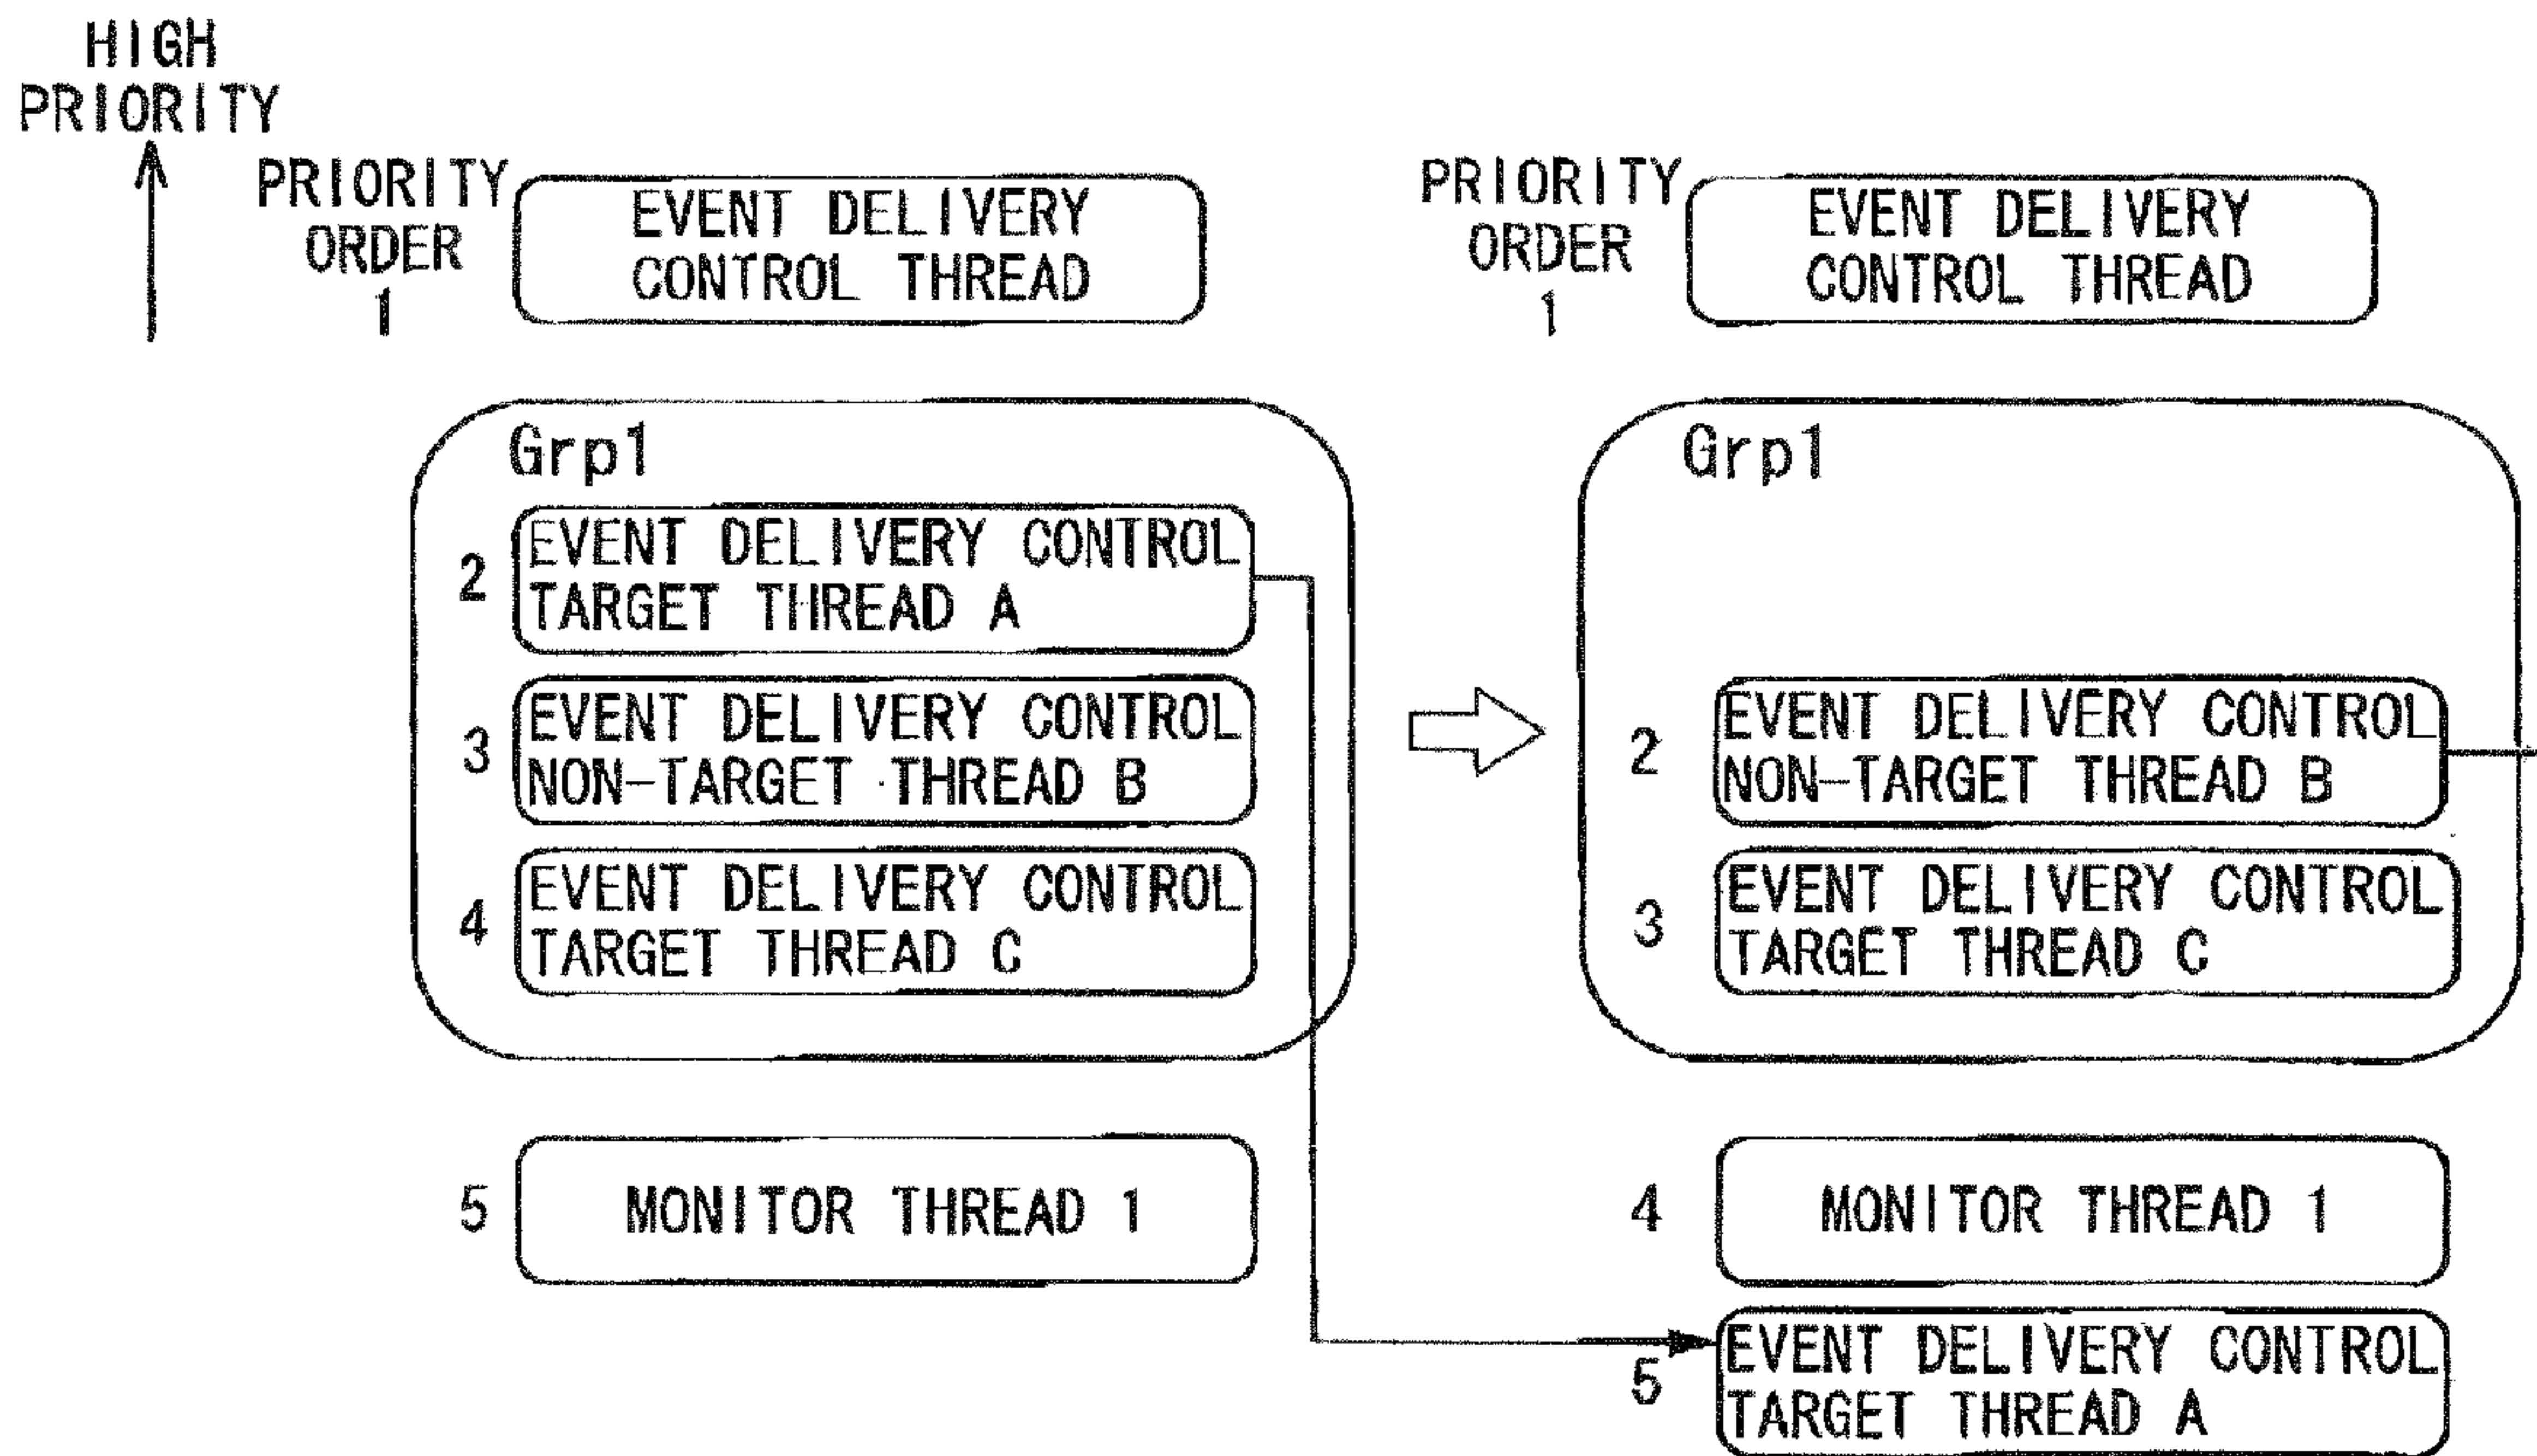 HIGH
PRIORITY
PRIORITY
ORDER
1
EVENT DELIVERY
CONTROL THREAD
Grp1
2
EVENT DELIVERY CONTROL
TARGET THREAD A
3
EVENT DELIVERY CONTROL
NON-TARGET THREAD B
4
EVENT DELIVERY CONTROL
TARGET THREAD C
5
MONITOR THREAD 1
PRIORITY
ORDER
1
EVENT DELIVERY
CONTROL THREAD
Grp1
2
EVENT DELIVERY CONTROL
NON-TARGET THREAD B
3
EVENT DELIVERY CONTROL
TARGET THREAD C
4
MONITOR THREAD 1
5
EVENT DELIVERY CONTROL
TARGET THREAD A